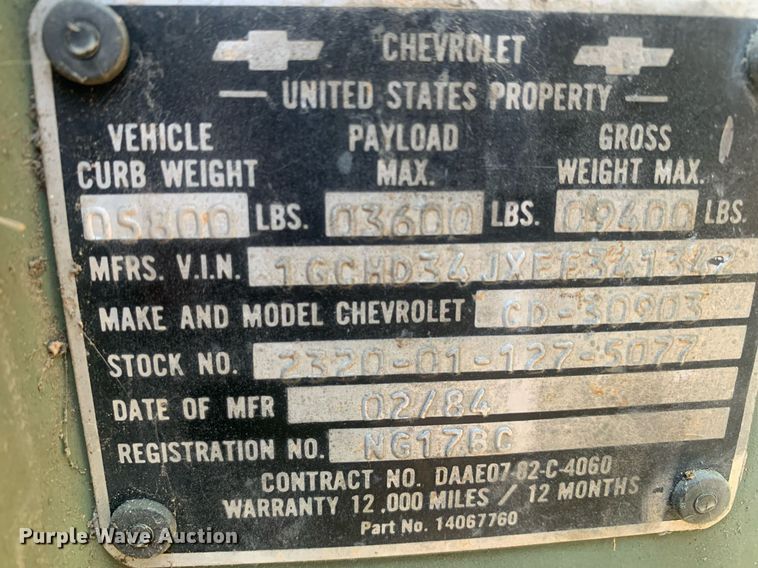 CHEVROLET
— UNITED STATES PROPERTY —
VEHICLE CURB WEIGHT 05800 LBS. PAYLOAD MAX. 03600 LBS. GROSS WEIGHT MAX. 09400 LBS.
MFRS. V.I.N. 1GCHD34JXEF341347
MAKE AND MODEL CHEVROLET CD-30903
STOCK NO. 2320-01-127-5077
DATE OF MFR 02/84
REGISTRATION NO. NG17BC
CONTRACT NO. DAAE07-82-C-4060
WARRANTY 12,000 MILES / 12 MONTHS
Part No. 14067760
Purple Wave Auction